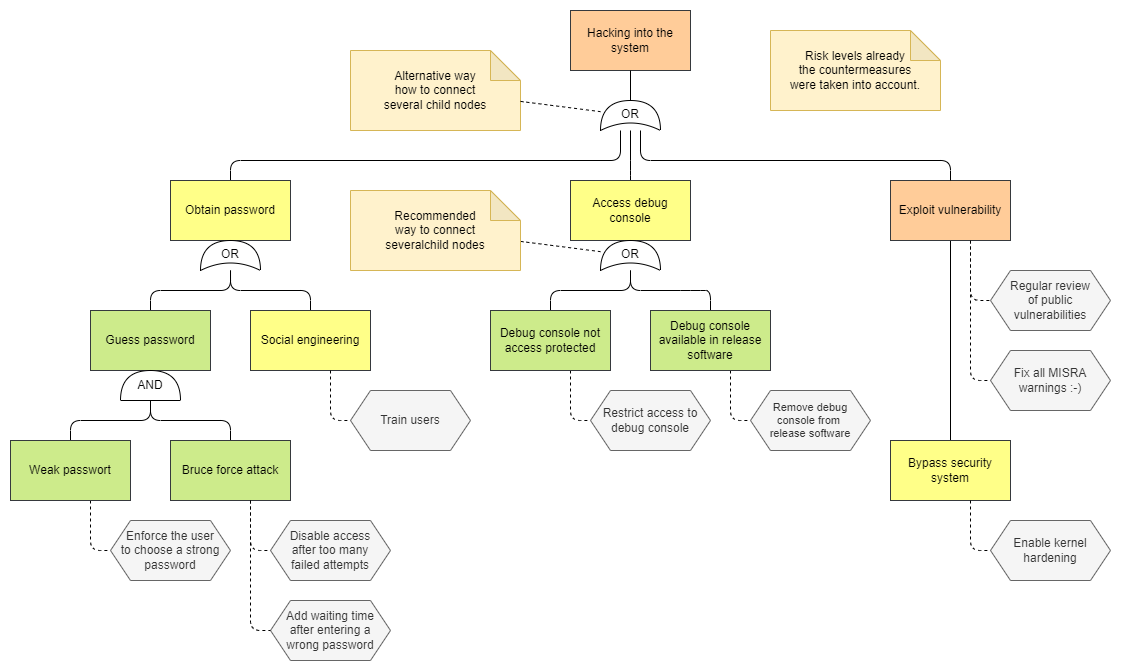 Hacking into the
system
Alternative way
how to connect
several child nodes
Risk levels already
the countermeasures
were taken into account.
OR
Obtain password
Recommended
way to connect
severalchild nodes
Access debug
console
Exploit vulnerability
OR
OR
Regular review
of public
vulnerabilities
Guess password
Social engineering
Debug console not
access protected
Debug console
available in release
software
Fix all MISRA
warnings :-)
AND
Train users
Restrict access to
debug console
Remove debug
console from
release software
Weak passwort
Bruce force attack
Bypass security
system
Enforce the user
to choose a strong
password
Disable access
after too many
failed attempts
Enable kernel
hardening
Add waiting time
after entering a
wrong password